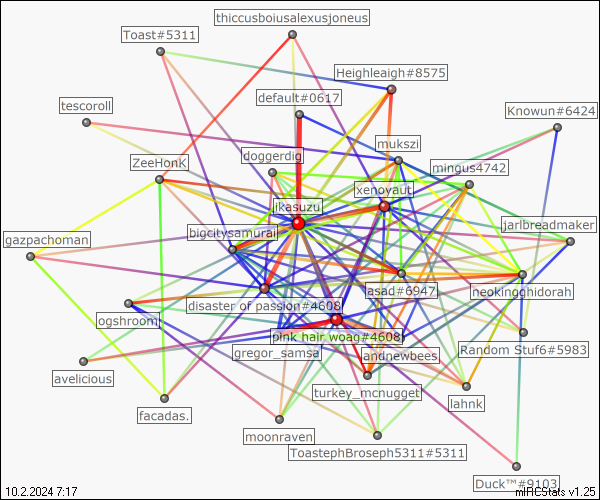 thiccusboiusalexusjoneus
Toast#5311
Heighleaigh#8575
default#0617
tescoroll
Knowun#6424
mukszi
doggerdig
ZeeHonK
mingus4742
xenoyaut
ikasuzu
jarlbreadmaker
bigcitysamurai
gazpachoman
asad#6947
neokingghidorah
disaster of passion#4608
ogshroom
pink hair woag#4608
Random Stuf6#5983
gregor_samsa
landnewbees
avelicious
turkey_mcnugget
lahnk
facadas.
moonraven
ToastephBroseph5311#5311
Duck™#9103
10.2.2024 7:17
mIRCStats v1.25